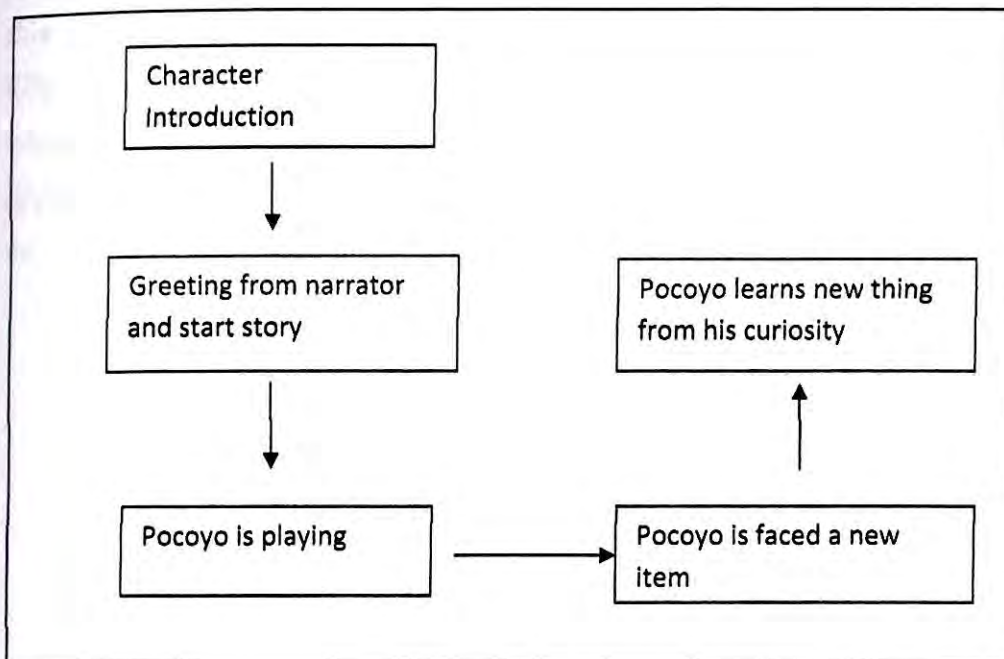 Character
Introduction
Greeting from narrator
and start story
Pocoyo is playing
Pocoyo is faced a new
item
Pocoyo learns new thing
from his curiosity